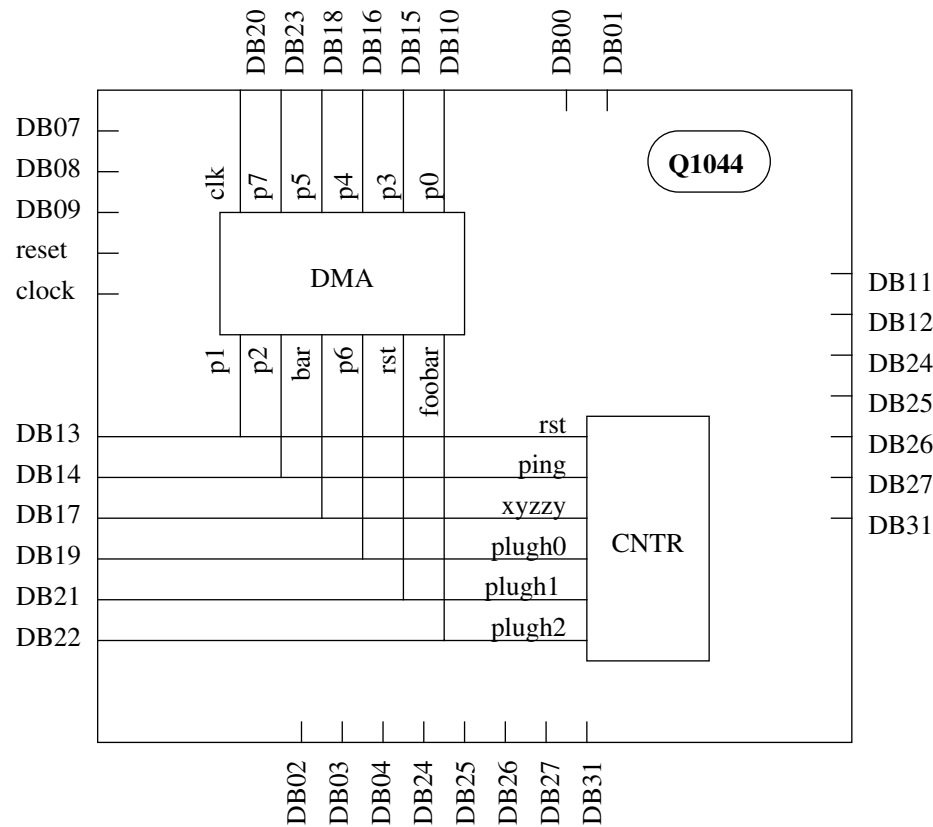 DB20
DB23
DB18
DB16
DB15
DB10
DB00
DB01
DB07
DB08
DB09
reset
clock
Q1044
clk
p7
p5
p4
p3
p0
DMA
p1
p2
bar
p6
rst
foobar
DB11
DB12
DB24
DB25
DB26
DB27
DB31
DB13
DB14
DB17
DB19
DB21
DB22
rst
ping
xyzzy
plugh0
plugh1
plugh2
CNTR
DB02
DB03
DB04
DB24
DB25
DB26
DB27
DB31